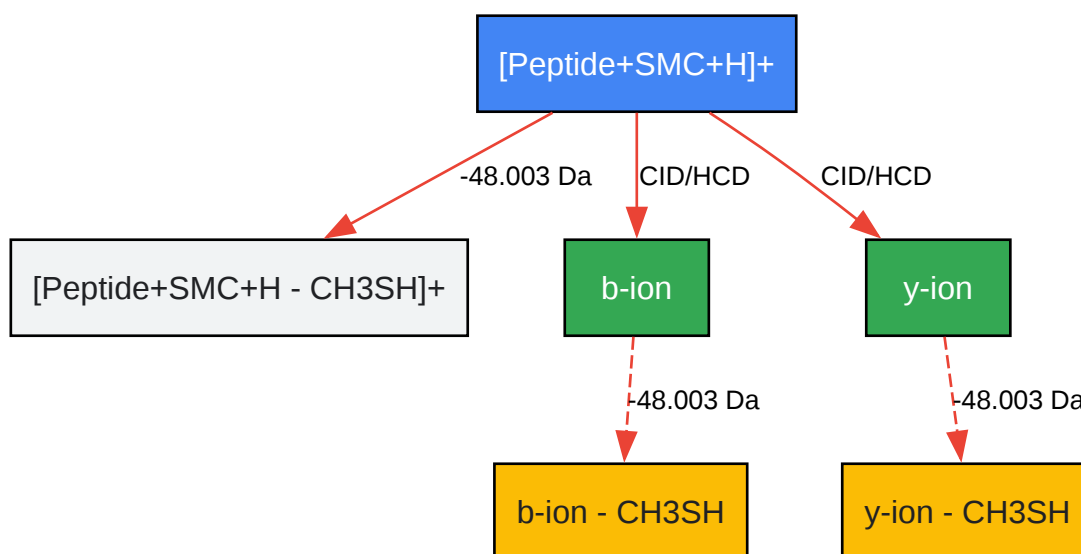 [Peptide+SMC+H]+
-48.003 Da
CID/HCD
CID/HCD
[Peptide+SMC+H - CH3SH]+
b-ion
y-ion
-48.003 Da
-48.003 Da
b-ion - CH3SH
y-ion - CH3SH